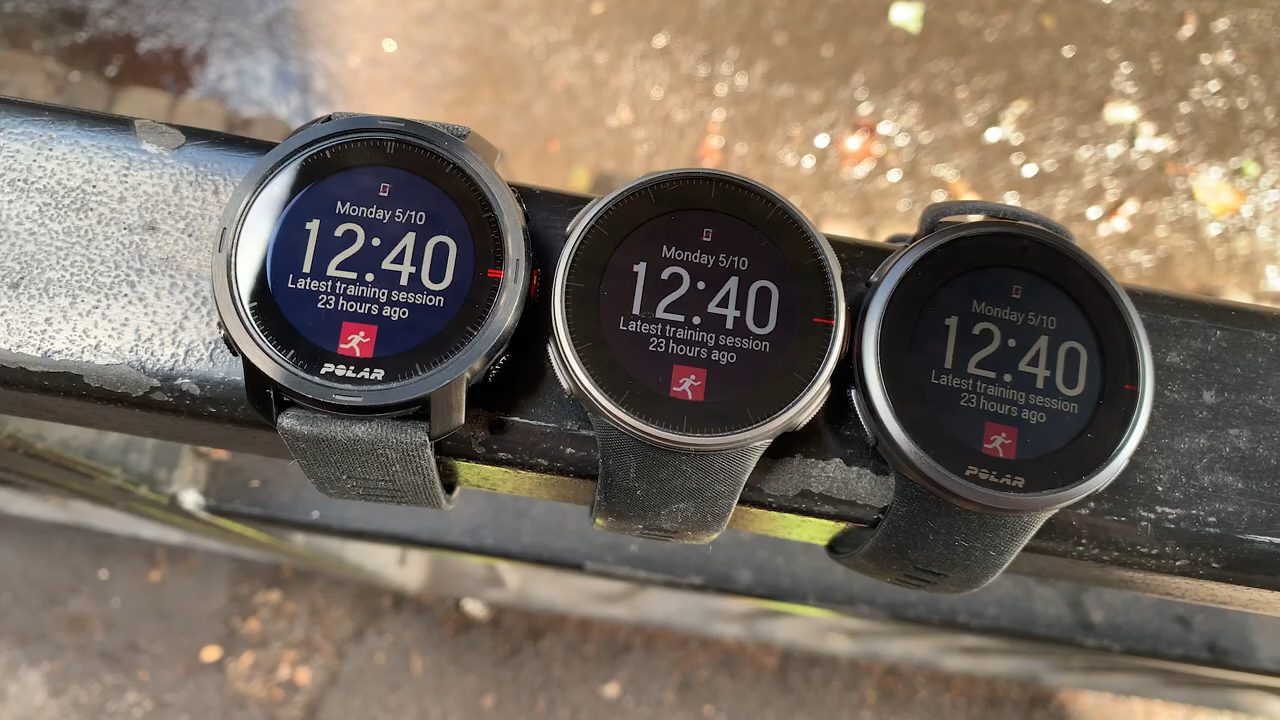 Monday 5/10
12:40
Latest training session
23 hours ago
POLAR
Monday 5/10
12:40
Latest training session
23 hours ago
Monday 5/10
12:40
Latest training session
23 hours ago
POLAR